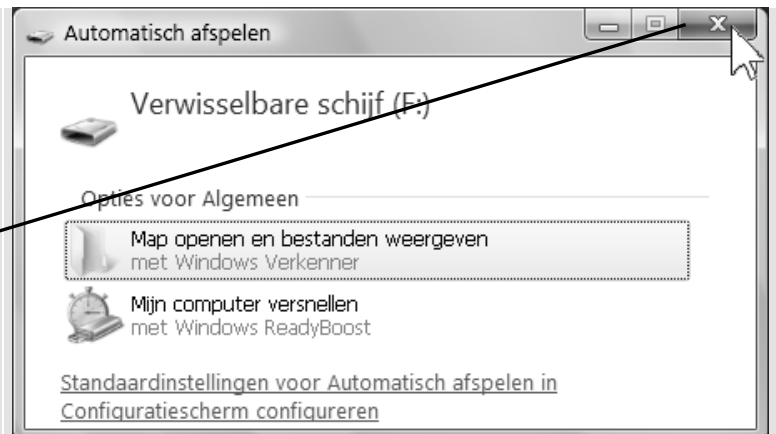 Automatisch afspelen
Verwisselbare schijf (F:)
Opties voor Algemeen
Map openen en bestanden weergeven
met Windows Verkenner
Mijn computer versnellen
met Windows ReadyBoost
Standaardinstellingen voor Automatisch afspelen in
Configuratiescherm configureren